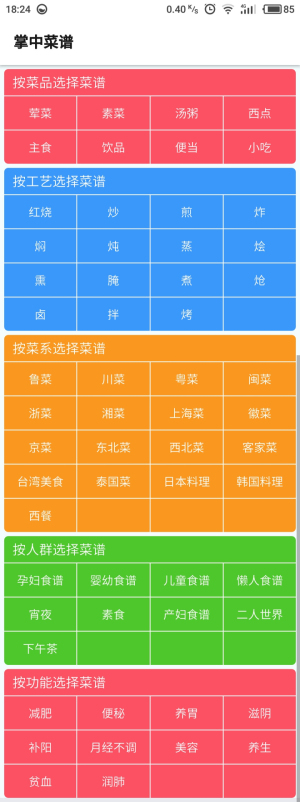 18:24 0.40 K/s 4G 85
掌中菜谱
按菜品选择菜谱
荤菜 素菜 汤粥 西点
主食 饮品 便当 小吃
按工艺选择菜谱
红烧 炒 煎 炸
焖 炖 蒸 烩
熏 腌 煮 炝
卤 拌 烤
按菜系选择菜谱
鲁菜 川菜 粤菜 闽菜
浙菜 湘菜 上海菜 徽菜
京菜 东北菜 西北菜 客家菜
台湾美食 泰国菜 日本料理 韩国料理
西餐
按人群选择菜谱
孕妇食谱 婴幼食谱 儿童食谱 懒人食谱
宵夜 素食 产妇食谱 二人世界
下午茶
按功能选择菜谱
减肥 便秘 养胃 滋阴
补阳 月经不调 美容 养生
贫血 润肺